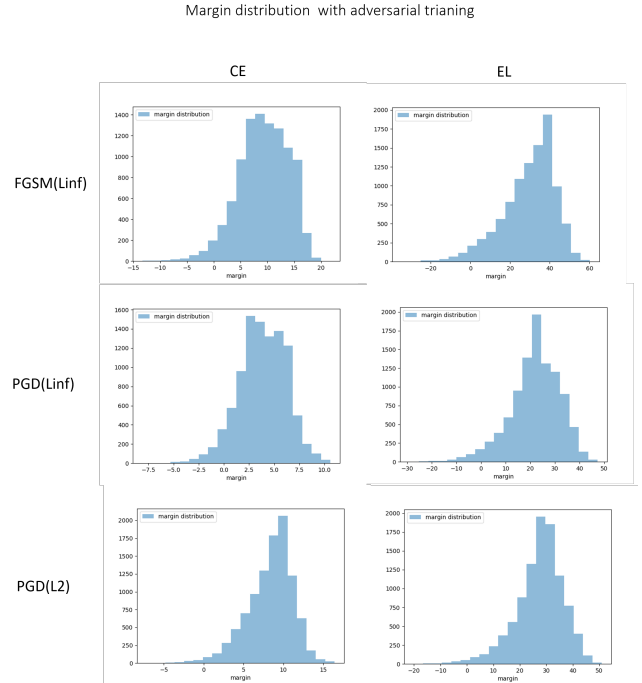 Margin distribution with adversarial trianing
CE
EL
FGSM(Linf)
margin distribution
1400
1200
1000
800
600
400
200
0
−15 −10 −5 0 5 10 15 20
margin
margin distribution
2000
1750
1500
1250
1000
750
500
250
0
−20 0 20 40 60
margin
PGD(Linf)
margin distribution
1600
1400
1200
1000
800
600
400
200
0
−7.5 −5.0 −2.5 0.0 2.5 5.0 7.5 10.0
margin
margin distribution
2000
1750
1500
1250
1000
750
500
250
0
−30 −20 −10 0 10 20 30 40 50
margin
PGD(L2)
margin distribution
2000
1750
1500
1250
1000
750
500
250
0
−5 0 5 10 15
margin
margin distribution
2000
1750
1500
1250
1000
750
500
250
0
−20 −10 0 10 20 30 40 50
margin